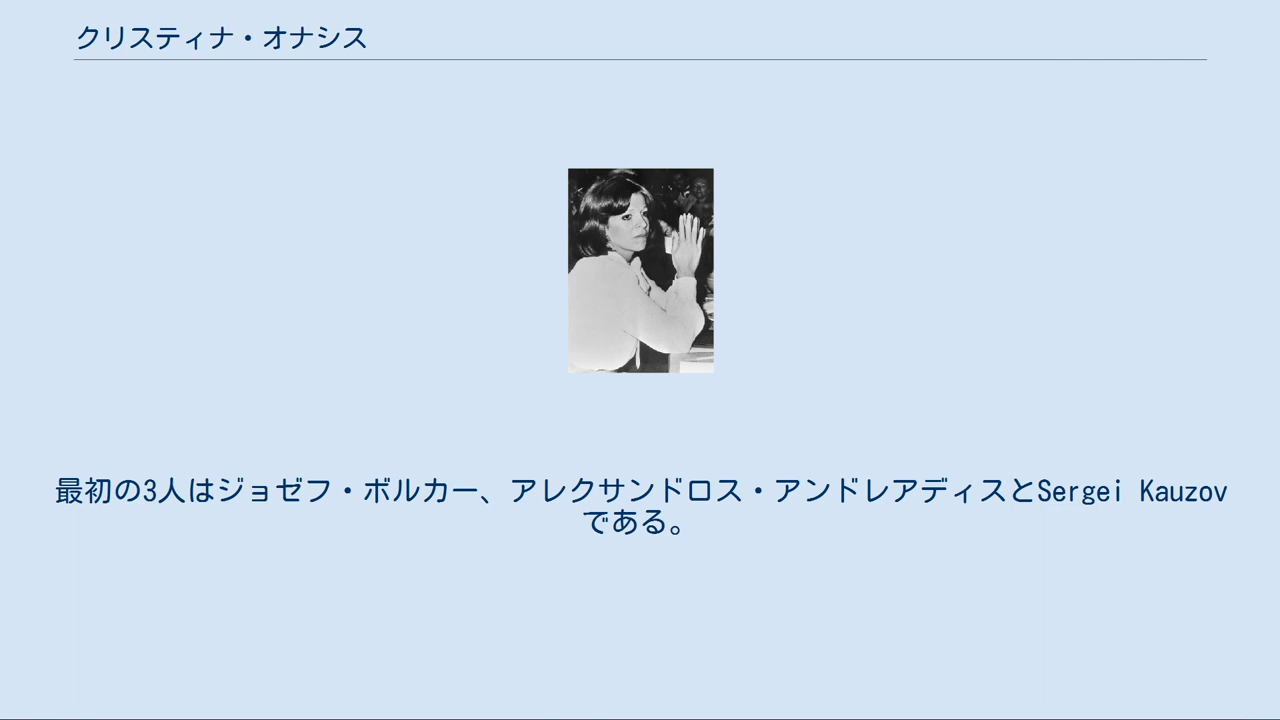 クリスティナ・オナシス
最初の3人はジョゼフ・ボルカー、アレクサンドロス・アンドレアディスとSergei Kauzov
である。